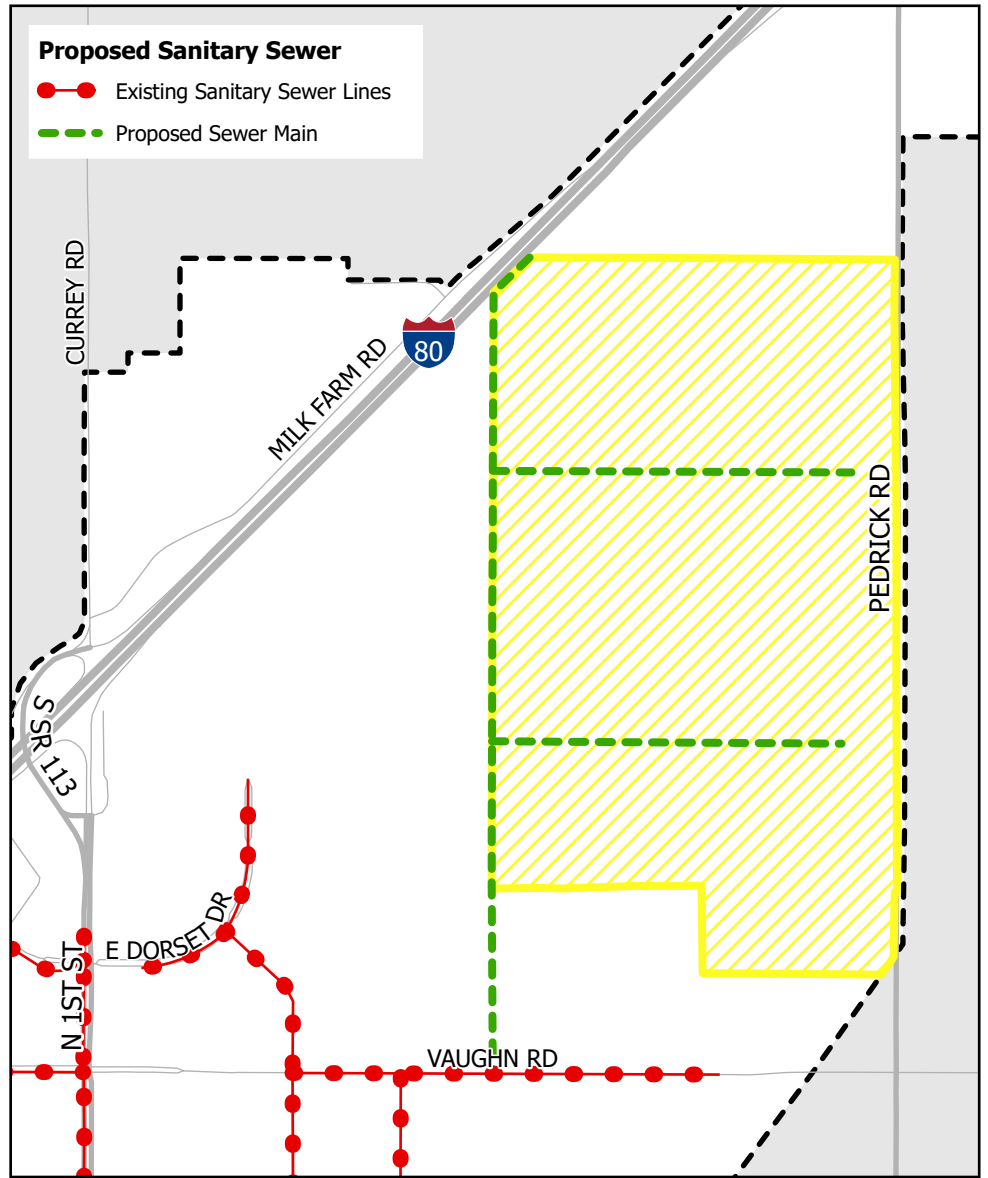 Proposed Sanitary Sewer
Existing Sanitary Sewer Lines
Proposed Sewer Main
CURREY RD
80
MILK FARM RD
PEDRICK RD
S SR 113
E DORSET DR
N 1ST ST
VAUGHN RD